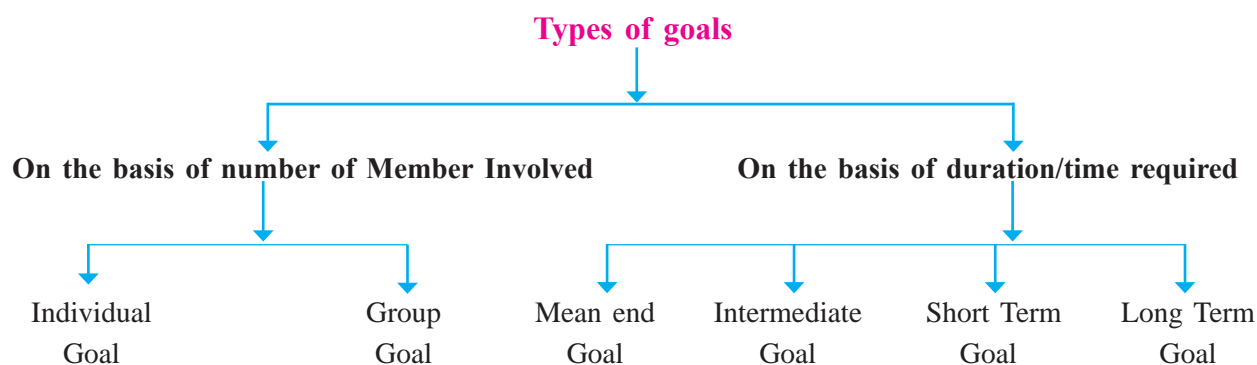 Types of goals
On the basis of number of Member Involved
On the basis of duration/time required
Individual
Goal
Group
Goal
Mean end
Goal
Intermediate
Goal
Short Term
Goal
Long Term
Goal